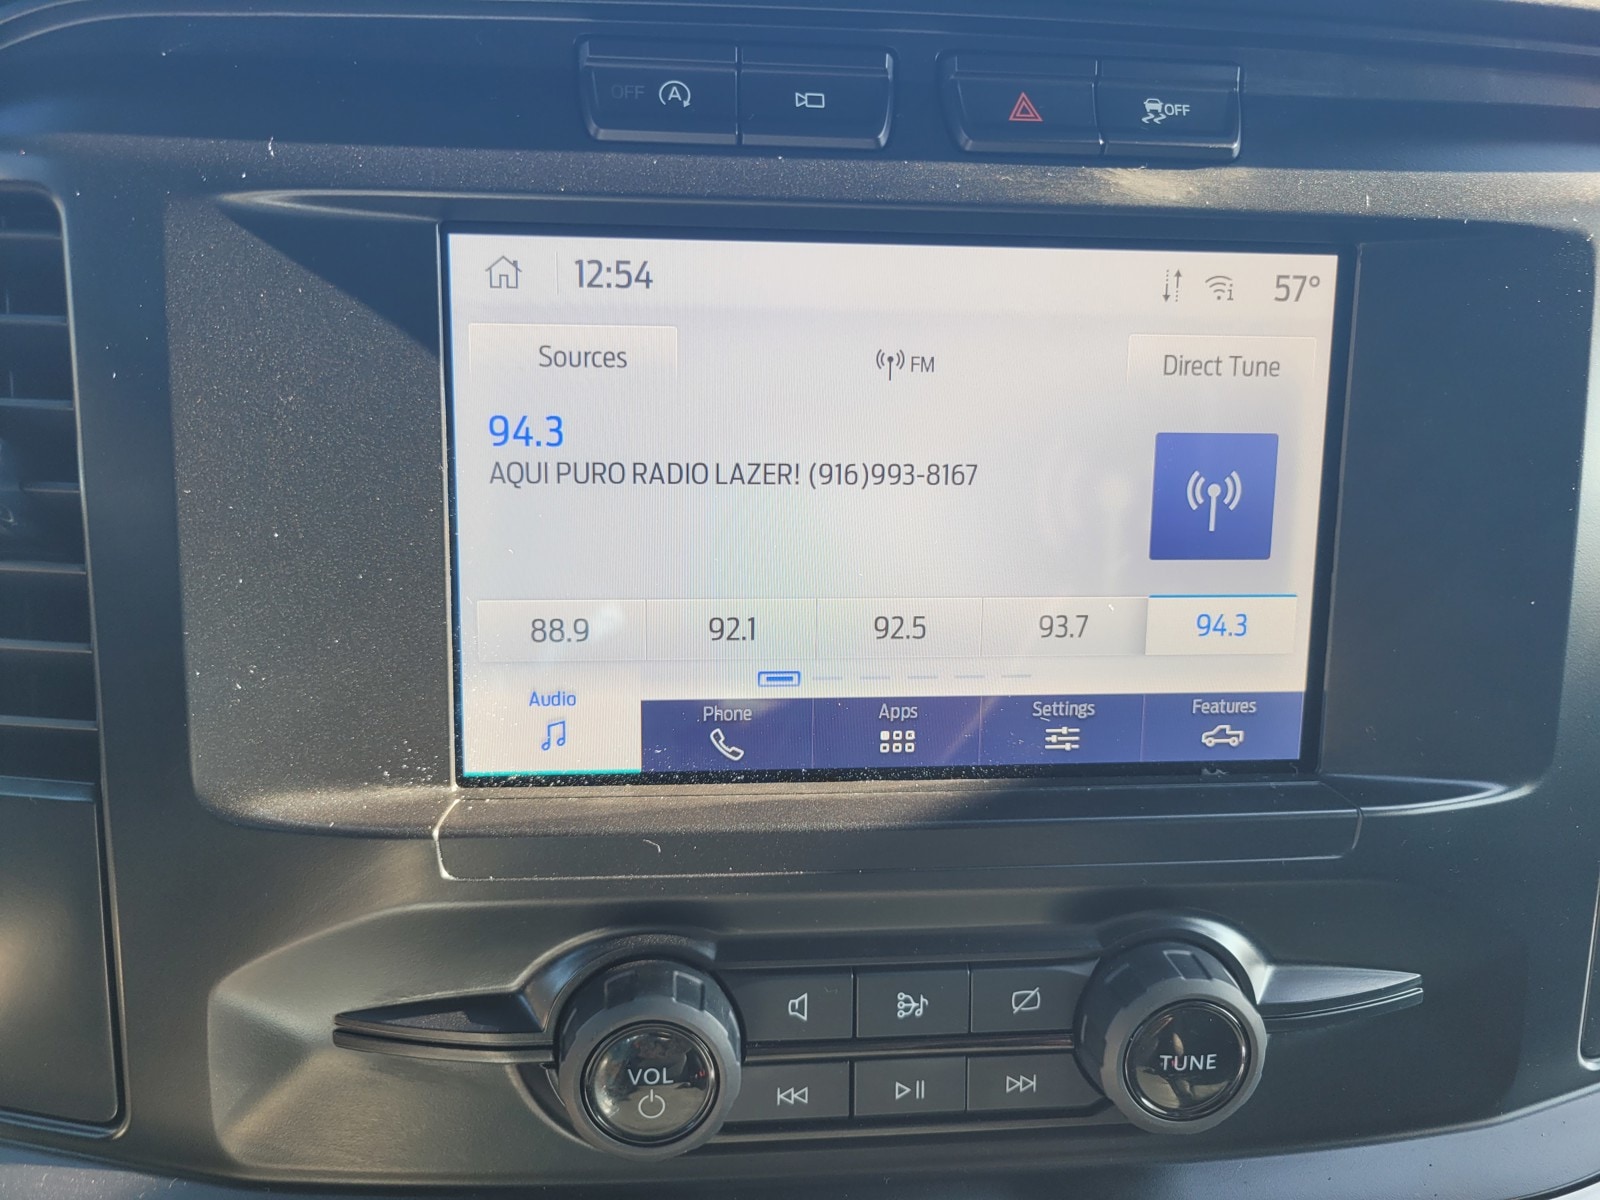 OFF A
OFF
12:54
57°
Sources
FM
Direct Tune
94.3
AQUI PURO RADIO LAZER! (916)993-8167
88.9 92.1 92.5 93.7 94.3
Audio Phone Apps Settings Features
VOL
TUNE